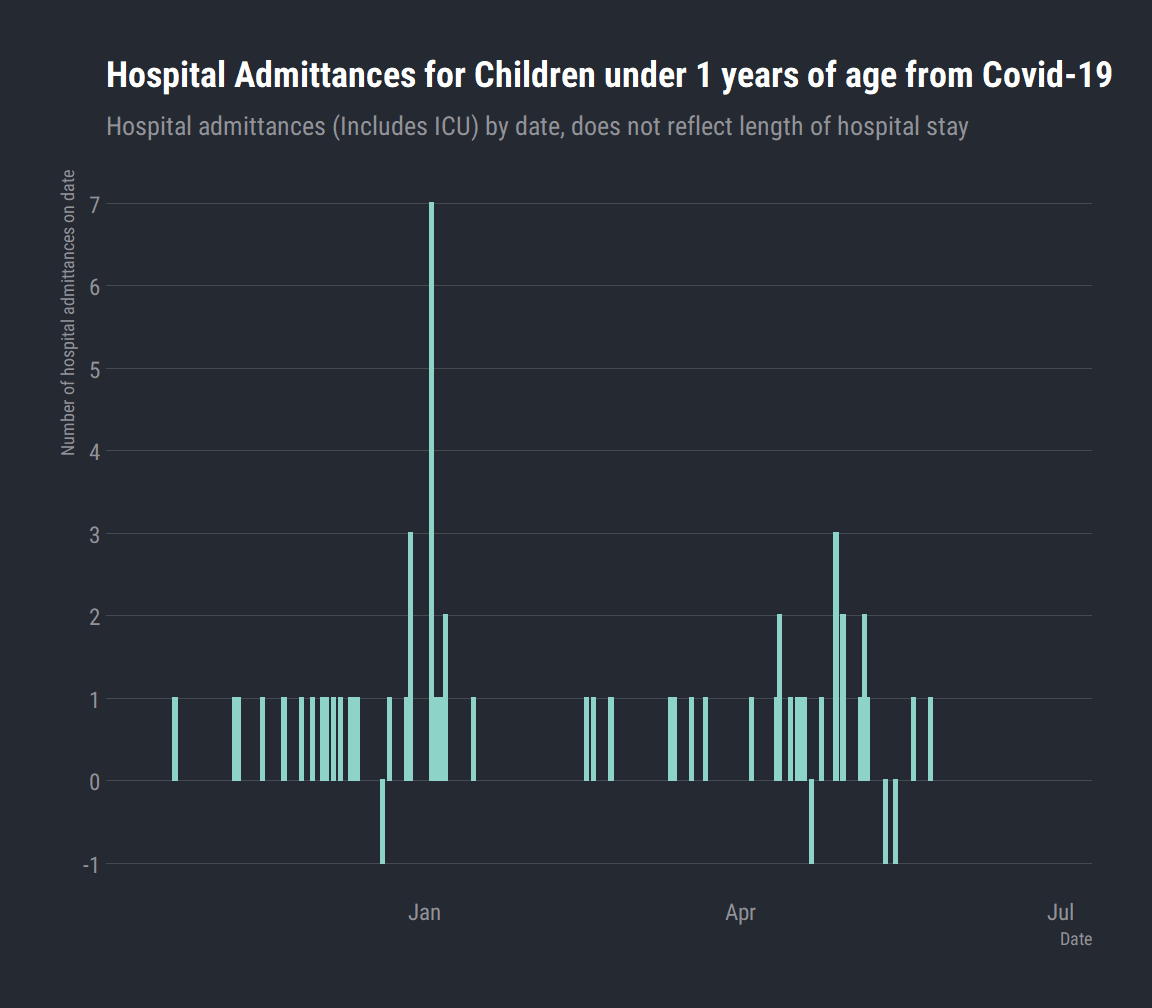 Hospital Admittances for Children under 1 years of age from Covid-19
Hospital admittances (Includes ICU) by date, does not reflect length of hospital stay
Number of hospital admittances on date
7
6
5
4
3
2
1
0
-1
Jan
Apr
Jul
Date